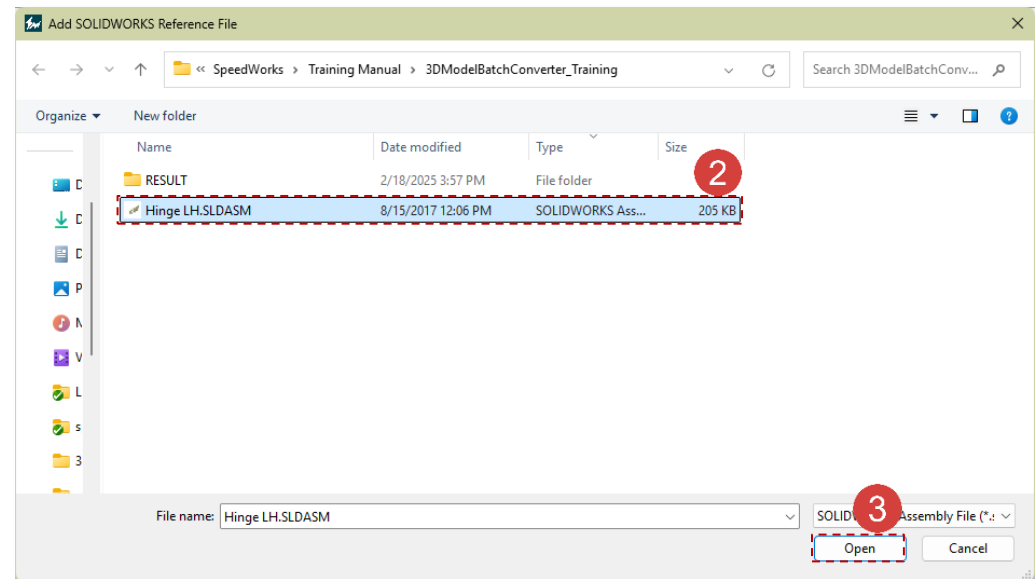 Add SOLIDWORKS Reference File
« SpeedWorks > Training Manual > 3DModelBatchConverter_Training
Search 3DModelBatchConv...
Organize
New folder
?
Name Date modified Type Size
RESULT 2/18/2025 3:57 PM File folder
2
Hinge LH.SLDASM 8/15/2017 12:06 PM SOLIDWORKS Ass... 205 KB
D
D
D
P
V
L
s
3
File name: Hinge LH.SLDASM
3
Assembly File (*.s
Open Cancel